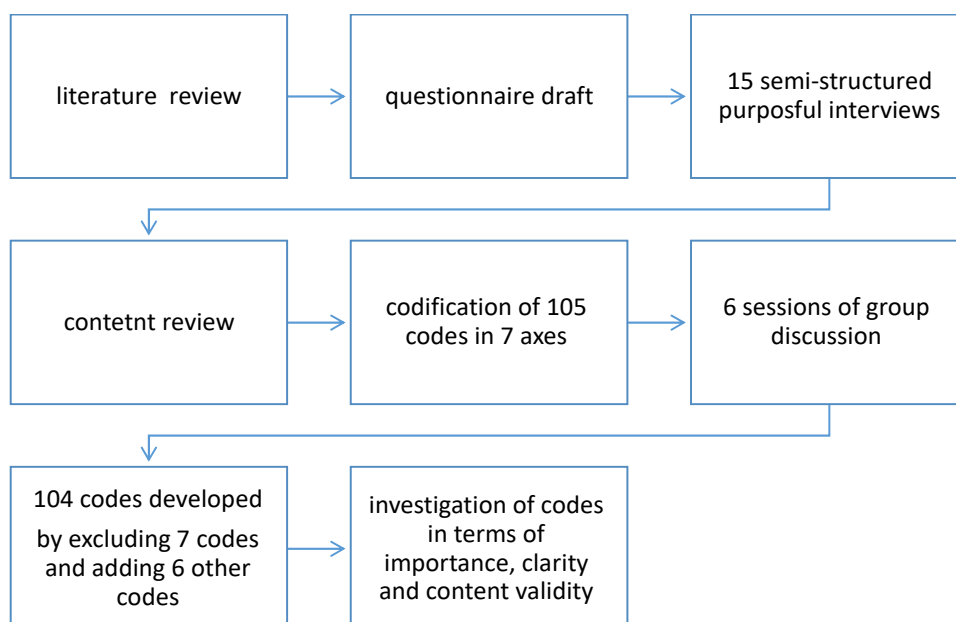 literature review
questionnaire draft
15 semi-structured
purposful interviews
contetnt review
codification of 105
codes in 7 axes
6 sessions of group
discussion
104 codes developed
by excluding 7 codes
and adding 6 other
codes
investigation of codes
in terms of
importance, clarity
and content validity